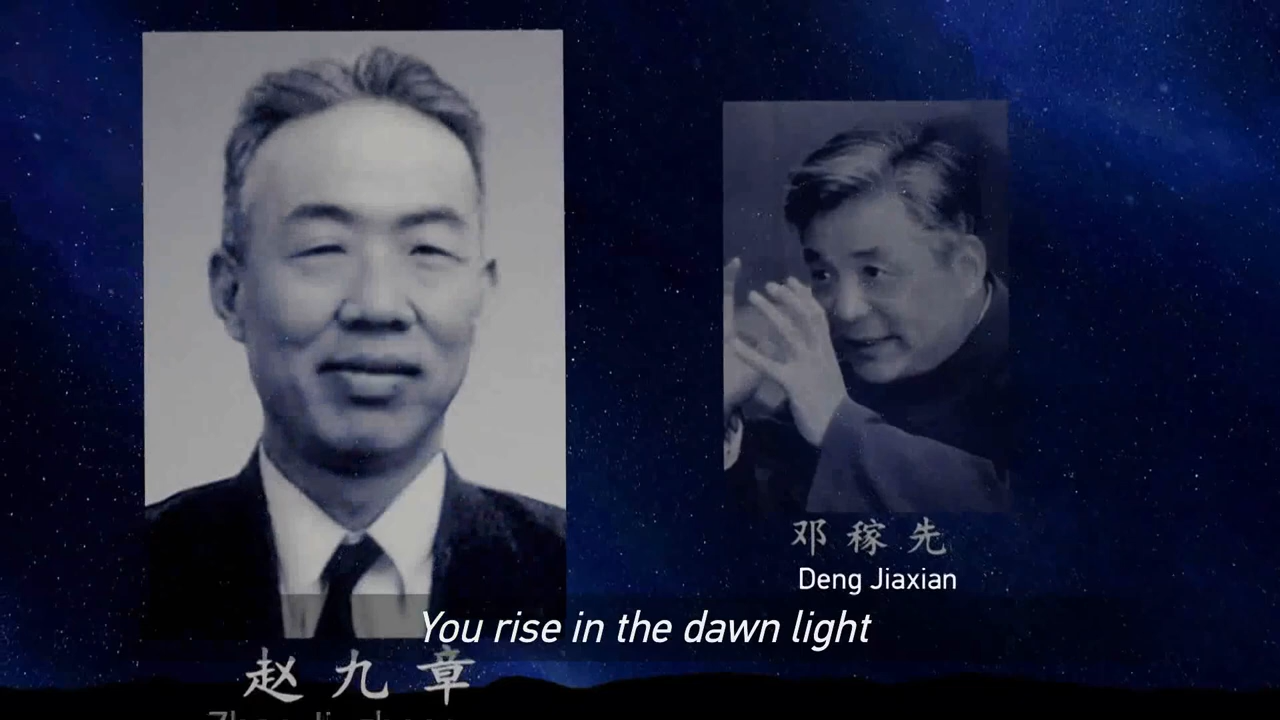 邓稼先
Deng Jiaxian
You rise in the dawn light
赵九章